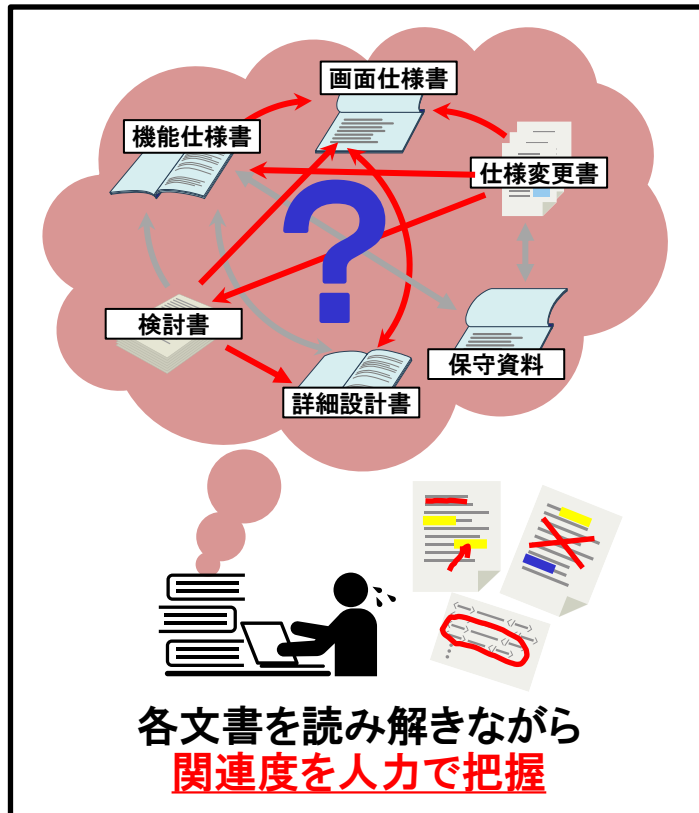 画面仕様書
機能仕様書
仕様変更書
?
検討書
保守資料
詳細設計書
各文書を読み解きながら
関連度を人力で把握